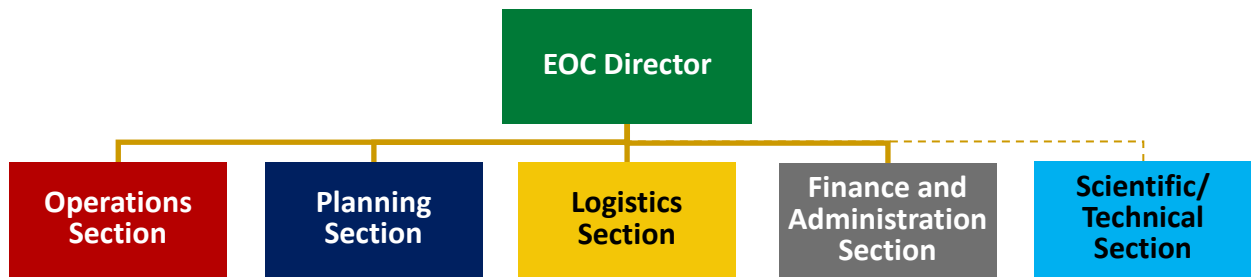 EOC Director
Operations
Section
Planning
Section
Logistics
Section
Finance and
Administration
Section
Scientific/
Technical
Section